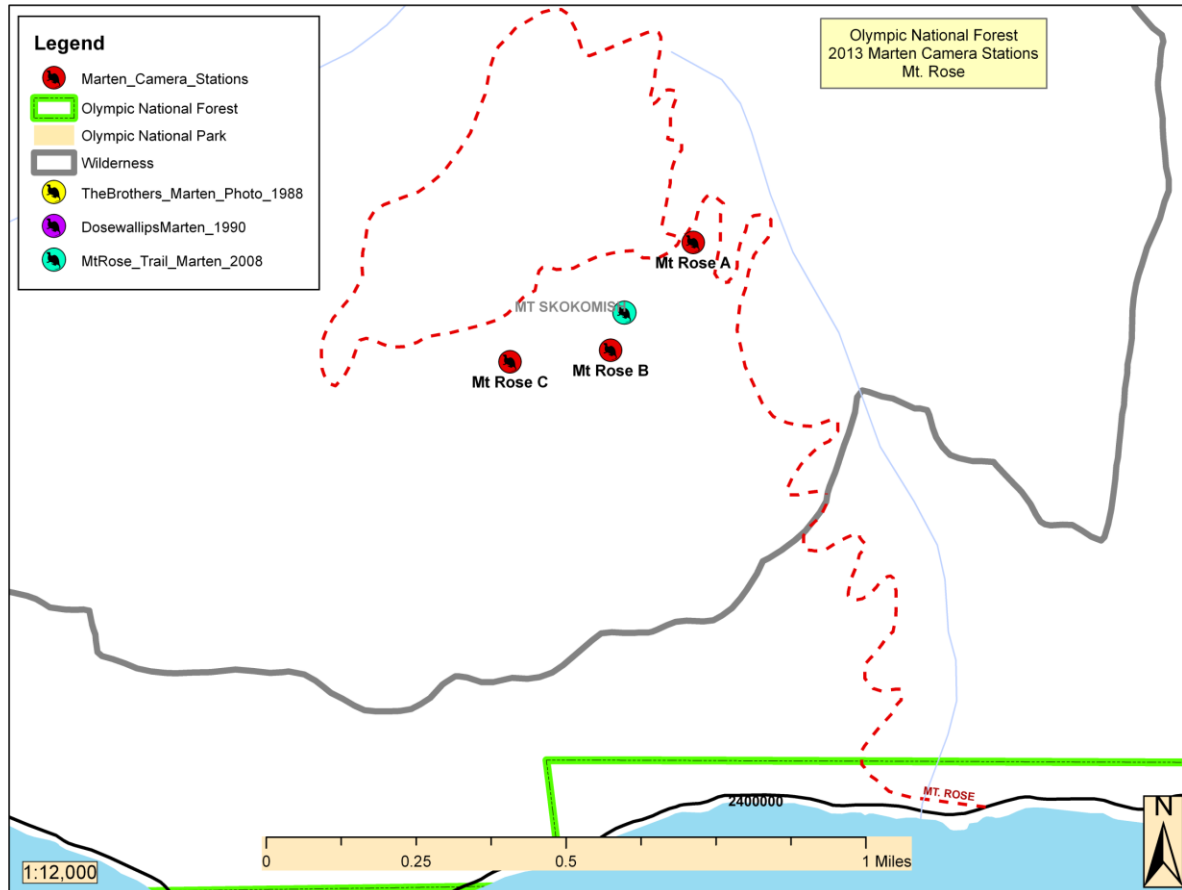 Legend
Marten_Camera_Stations
Olympic National Forest
Olympic National Park
Wilderness
TheBrothers_Marten_Photo_1988
DosewallipsMarten_1990
MtRose_Trail_Marten_2008
Olympic National Forest
2013 Marten Camera Stations
Mt. Rose
Mt Rose A
MT SKOKOMISH
Mt Rose B
Mt Rose C
MT. ROSE
2400000
N
0 0.25 0.5 1 Miles
1:12,000